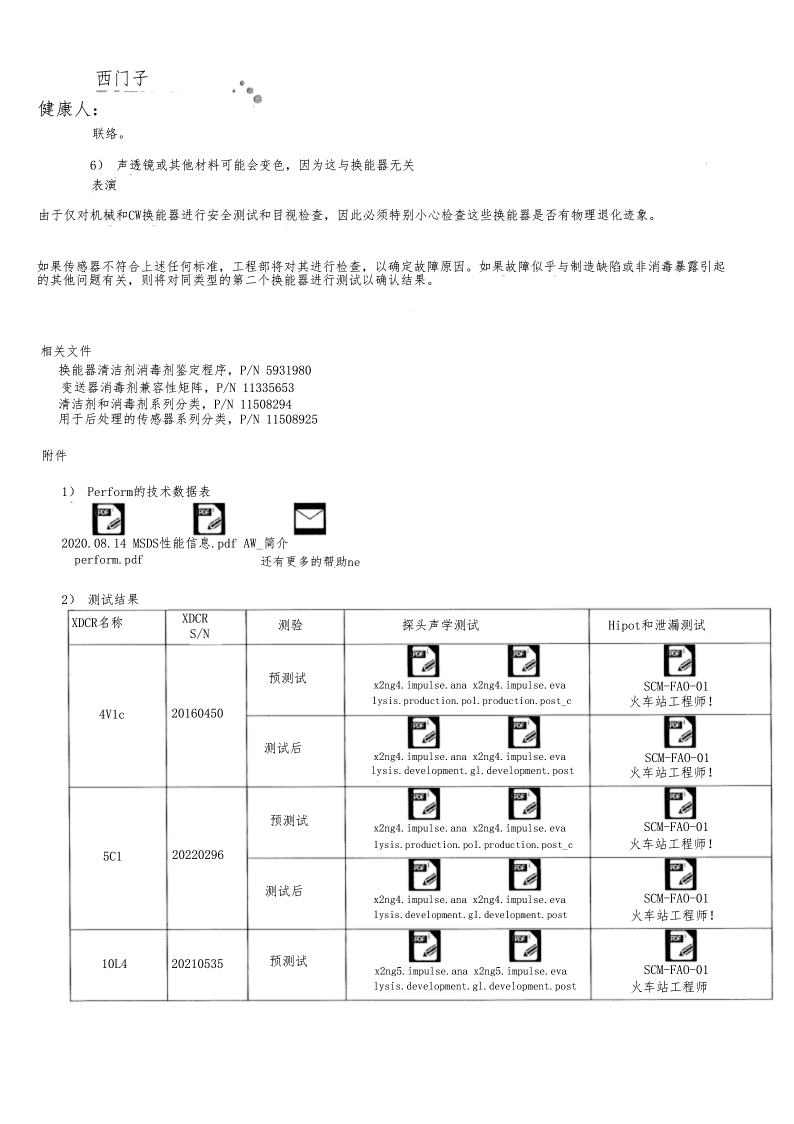 西门子
健康人：
联络。
6） 声透镜或其他材料可能会变色，因为这与换能器无关
表演
由于仅对机械和CW换能器进行安全测试和目视检查，因此必须特别小心检查这些换能器是否有物理退化迹象。
如果传感器不符合上述任何标准，工程部将对其进行检查，以确定故障原因。如果故障似乎与制造缺陷或非消毒暴露引起
的其他问题有关，则将对同类型的第二个换能器进行测试以确认结果。
相关文件
换能器清洁剂消毒剂鉴定程序，P/N 5931980
变送器消毒剂兼容性矩阵，P/N 11335653
清洁剂和消毒剂系列分类，P/N 11508294
用于后处理的传感器系列分类，P/N 11508925
附件
1） Perform的技术数据表
PDF PDF
2020.08.14 MSDS性能信息.pdf AW_简介
perform.pdf 还有更多的帮助ne
2） 测试结果
XDCR名称 XDCR S/N 测验 探头声学测试 Hipot和泄漏测试
PDF PDF PDF
预测试 x2ng4.impulse.ana x2ng4.impulse.eva SCM-FAO-01
lysis.production.pol.production.post_c 火车站工程师！
4V1c 20160450
PDF PDF PDF
测试后 x2ng4.impulse.ana x2ng4.impulse.eva SCM-FAO-01
lysis.development.gl.development.post 火车站工程师！
PDF PDF PDF
预测试 x2ng4.impulse.ana x2ng4.impulse.eva SCM-FAO-01
lysis.production.pol.production.post_c 火车站工程师！
5C1 20220296
PDF PDF PDF
测试后 x2ng4.impulse.ana x2ng4.impulse.eva SCM-FAO-01
lysis.development.gl.development.post 火车站工程师！
PDF PDF PDF
10L4 20210535 预测试 x2ng5.impulse.ana x2ng5.impulse.eva SCM-FAO-01
lysis.development.gl.development.post 火车站工程师